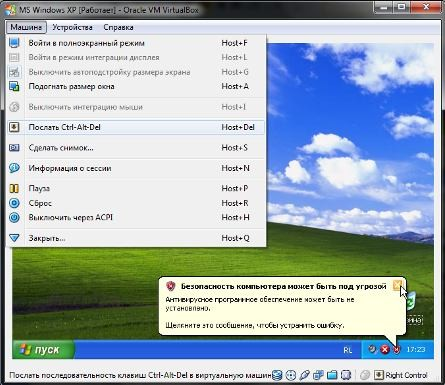 MS Windows XP [Работает] - Oracle VM VirtualBox
Машина Устройства Справка
Войти в полноэкранный режим Host+F
Войти в режим интеграции дисплея Host+L
Выключить автоподстройку размера экрана Host+G
Подогнать размер окна Host+A
Выключить интеграцию мыши Host+I
Послать Ctrl-Alt-Del Host+Del
Сделать снимок... Host+S
Информация о сессии Host+N
Пауза Host+P
Сброс Host+R
Выключить через ACPI Host+H
Закрыть... Host+Q
Безопасность компьютера может быть под угрозой
Антивирусное программное обеспечение может быть не
установлено.
Щелкните это сообщение, чтобы устранить ошибку.
пуск RL 17:23
Послать последовательность клавиш Ctrl-Alt-Del в виртуальную Right Control